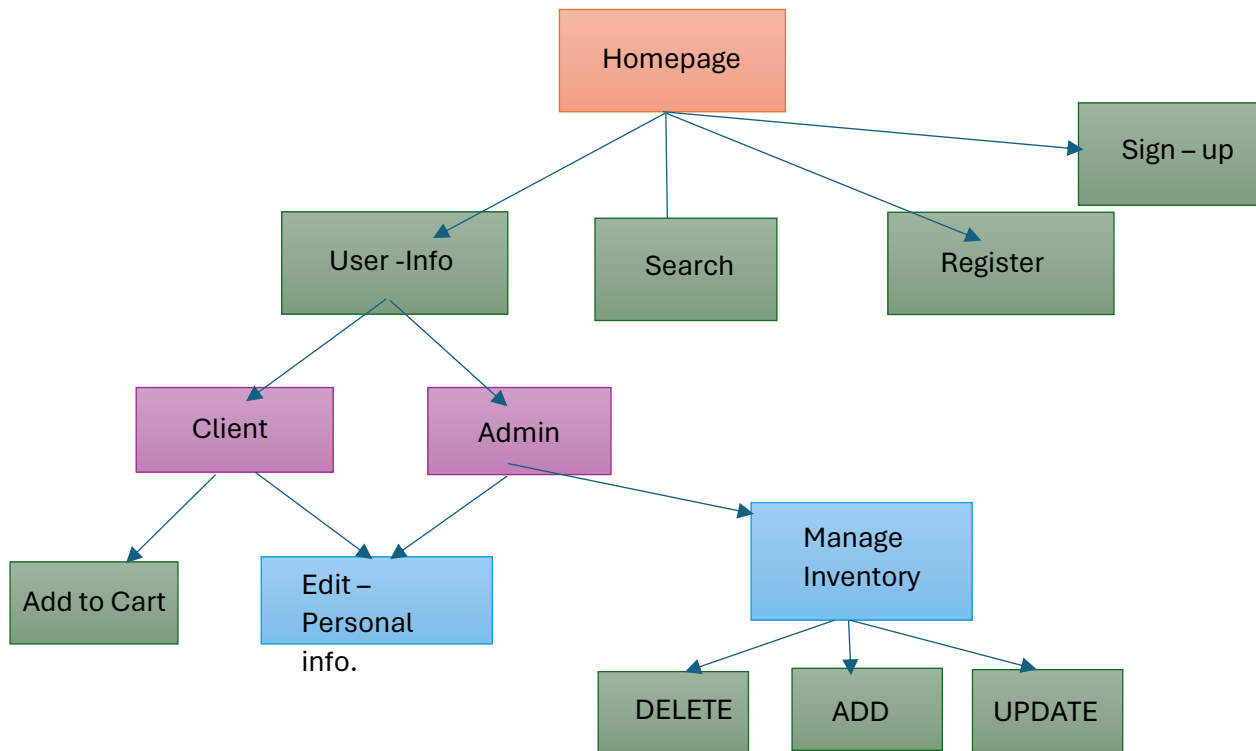 Homepage
Sign – up
User -Info
Search
Register
Client
Admin
Manage
Inventory
Add to Cart
Edit –
Personal
info.
DELETE
ADD
UPDATE